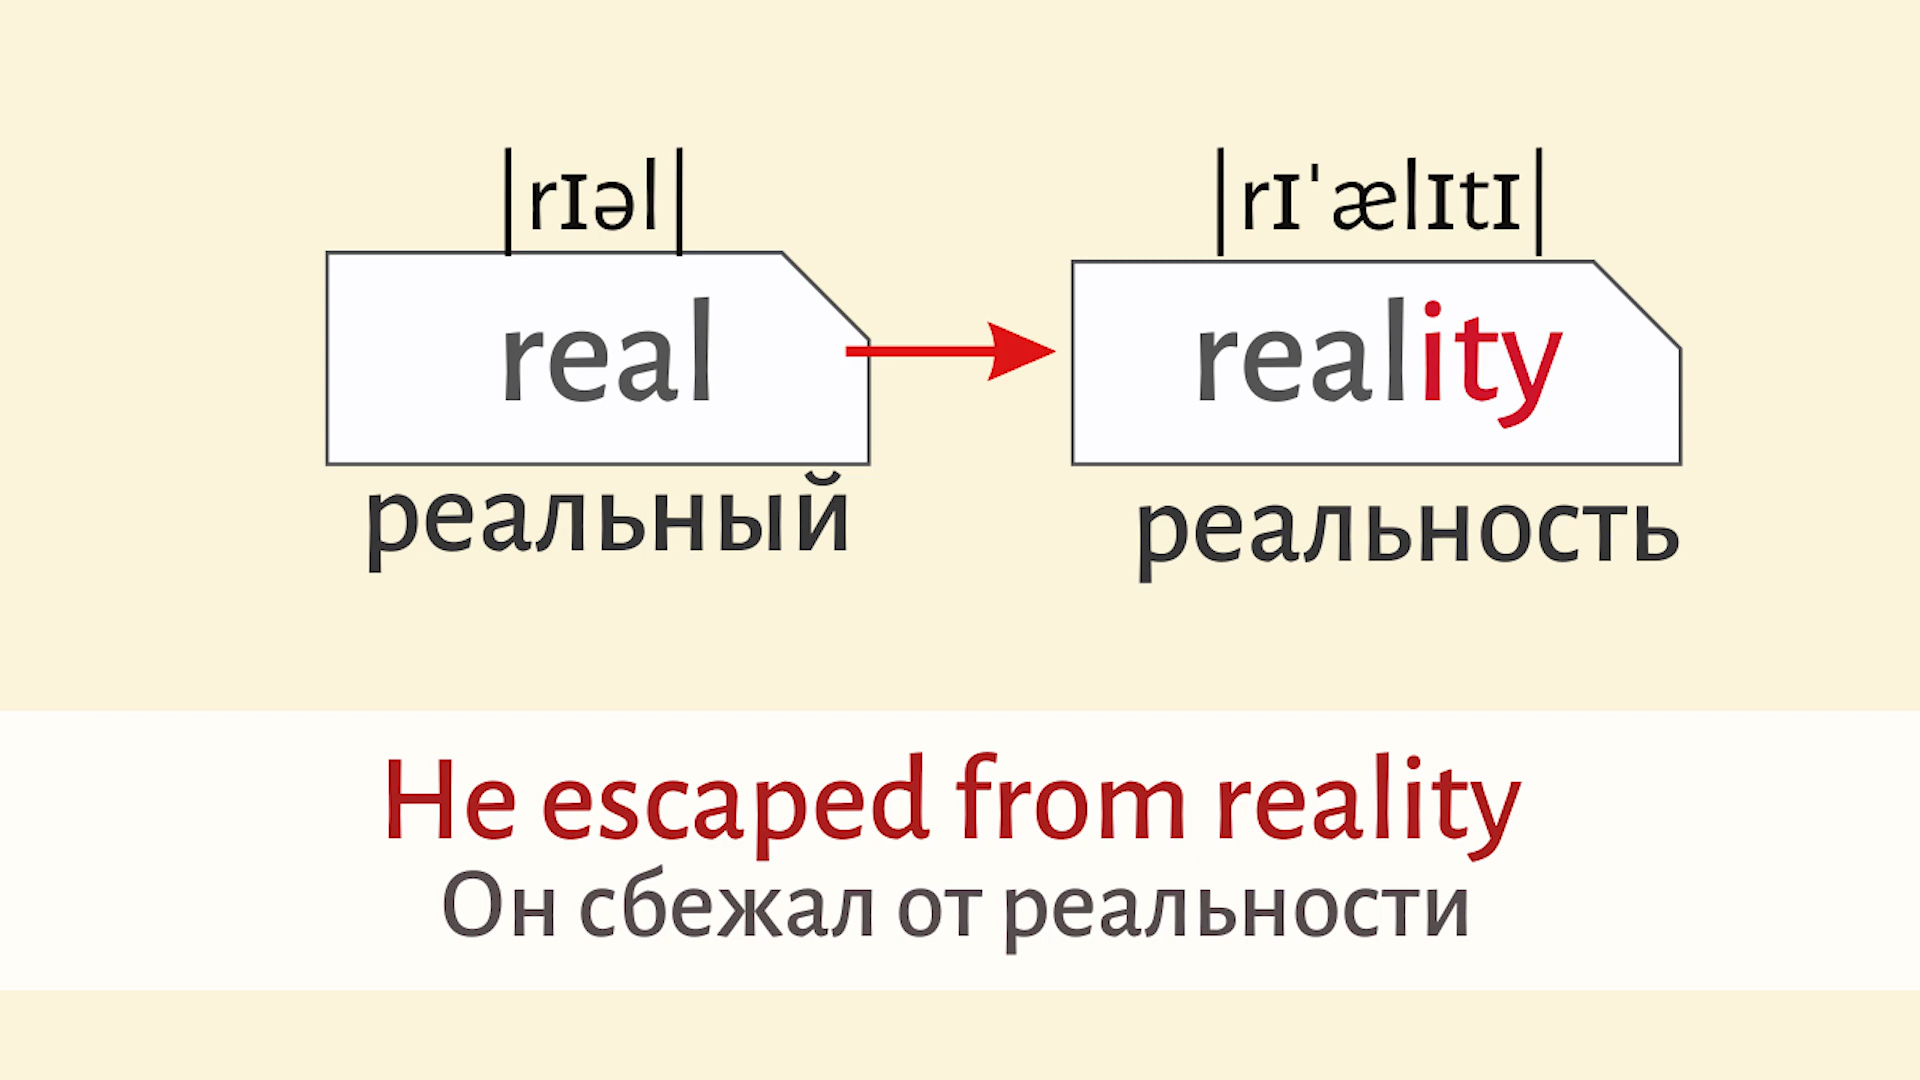 |rɪəl|
real
реальный
|rɪˈælɪtɪ|
reality
реальность
He escaped from reality
Он сбежал от реальности